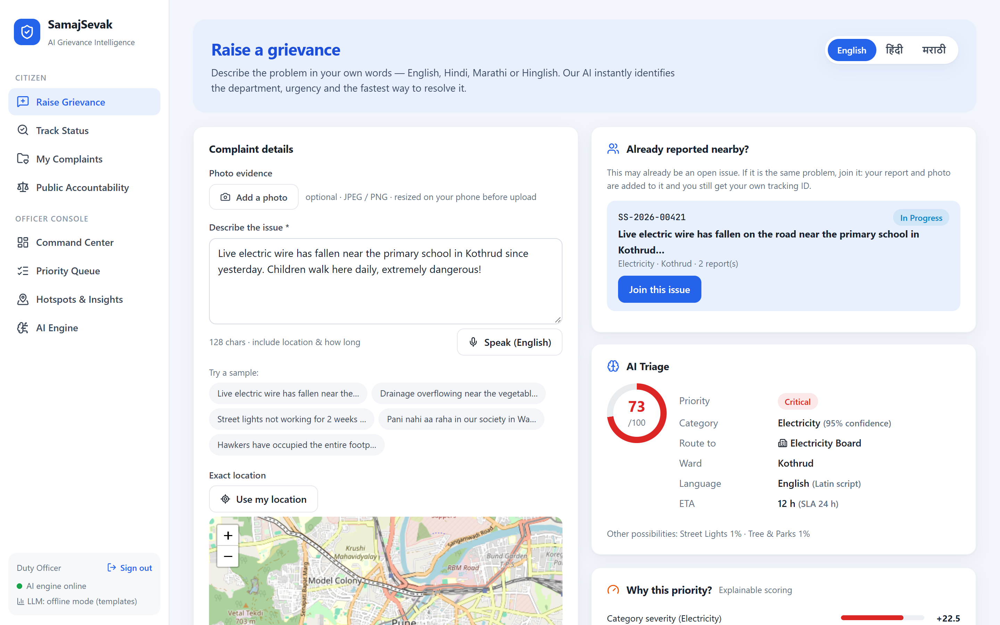 SamajSevak
AI Grievance Intelligence
CITIZEN
Raise Grievance
Track Status
My Complaints
Public Accountability
OFFICER CONSOLE
Command Center
Priority Queue
Hotspots & Insights
AI Engine
Duty Officer
Sign out
AI engine online
LLM: offline mode (templates)
Raise a grievance
Describe the problem in your own words — English, Hindi, Marathi or Hinglish. Our AI instantly identifies
the department, urgency and the fastest way to resolve it.
English हिंदी मराठी
Complaint details
Photo evidence
Add a photo
optional · JPEG / PNG · resized on your phone before upload
Describe the issue *
Live electric wire has fallen near the primary school in Kothrud since
yesterday. Children walk here daily, extremely dangerous!
128 chars · include location & how long
Speak (English)
Try a sample:
Live electric wire has fallen near the...
Drainage overflowing near the vegetabl...
Street lights not working for 2 weeks ...
Pani nahi aa raha in our society in Wa...
Hawkers have occupied the entire footp...
Exact location
Use my location
+
−
Sangamwadi Road
Krushi
Mahavidyalay
Bund Garden
T.P.S
RBM Road
Model Colony
Senapati Bapat Marg
Vetal Tekdi
703 m
Pune
Already reported nearby?
This may already be an open issue. If it is the same problem, join it: your report and photo
are added to it and you still get your own tracking ID.
SS-2026-00421
In Progress
Live electric wire has fallen on the road near the primary school in
Kothrud...
Electricity · Kothrud · 2 report(s)
Join this issue
AI Triage
73
/100
Priority Critical
Category Electricity (95% confidence)
Route to Electricity Board
Ward Kothrud
Language English (Latin script)
ETA 12 h (SLA 24 h)
Other possibilities: Street Lights 1% · Tree & Parks 1%
Why this priority? Explainable scoring
Category severity (Electricity) +22.5